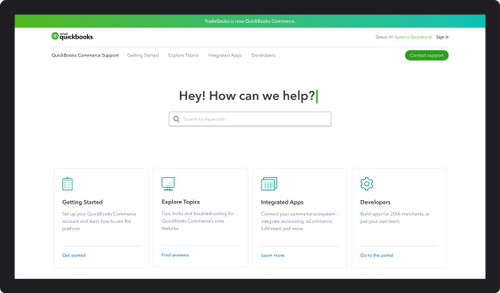 TradeGecko is now QuickBooks Commerce.
quickbooks.
Status: All Systems Operational
Sign in
QuickBooks Commerce Support
Getting Started
Explore Topics
Integrated Apps
Developers
Contact support
Hey! How can we help?
Search by keywords
Getting Started
Set up your QuickBooks Commerce
account and learn how to use the
platform
Get started
Explore Topics
Tips, tricks and troubleshooting for
QuickBooks Commerce's core
features
Find answers
Integrated Apps
Connect your commerce ecosystem-
integrate accounting, eCommerce,
fulfillment and more.
Learn more
Developers
Build apps for 200k merchants, or
just your own team.
Go to the portal